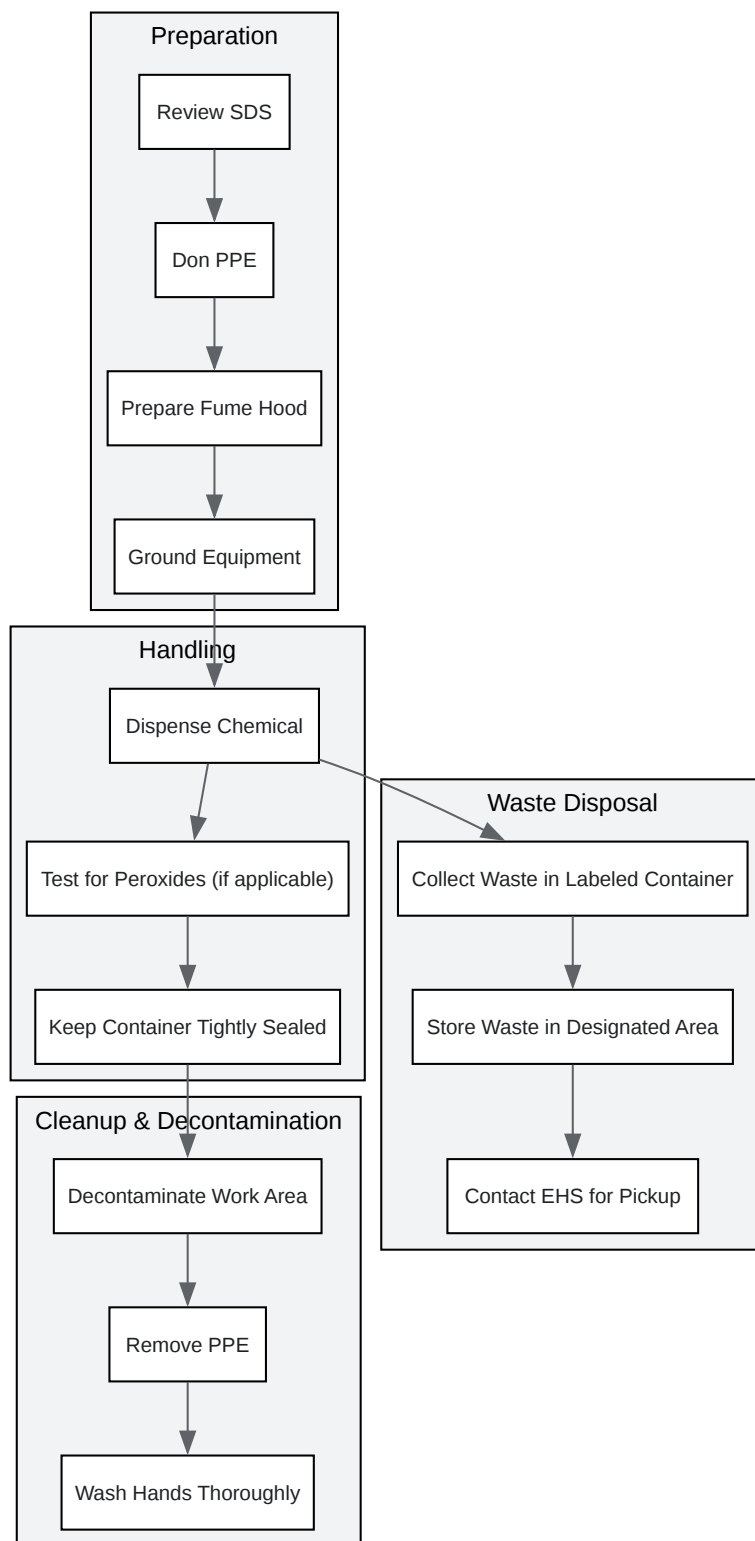 Preparation
Review SDS
Don PPE
Prepare Fume Hood
Ground Equipment
Handling
Dispense Chemical
Test for Peroxides (if applicable)
Keep Container Tightly Sealed
Waste Disposal
Collect Waste in Labeled Container
Store Waste in Designated Area
Contact EHS for Pickup
Cleanup & Decontamination
Decontaminate Work Area
Remove PPE
Wash Hands Thoroughly